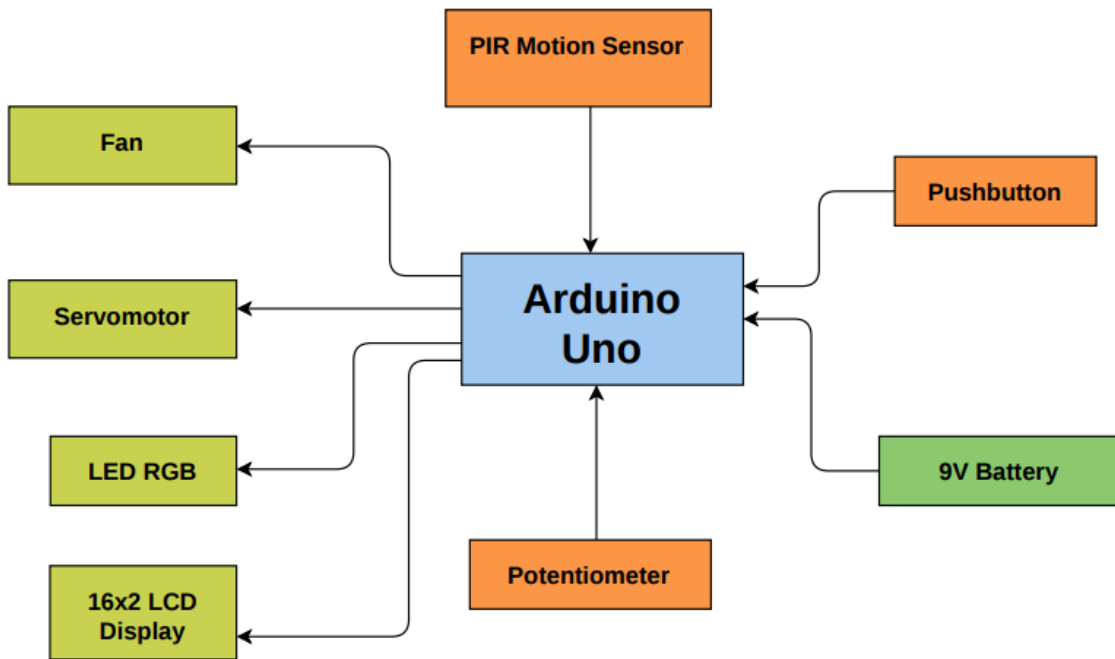 PIR Motion Sensor
Fan
Pushbutton
Arduino
Uno
Servomotor
LED RGB
9V Battery
16x2 LCD
Display
Potentiometer